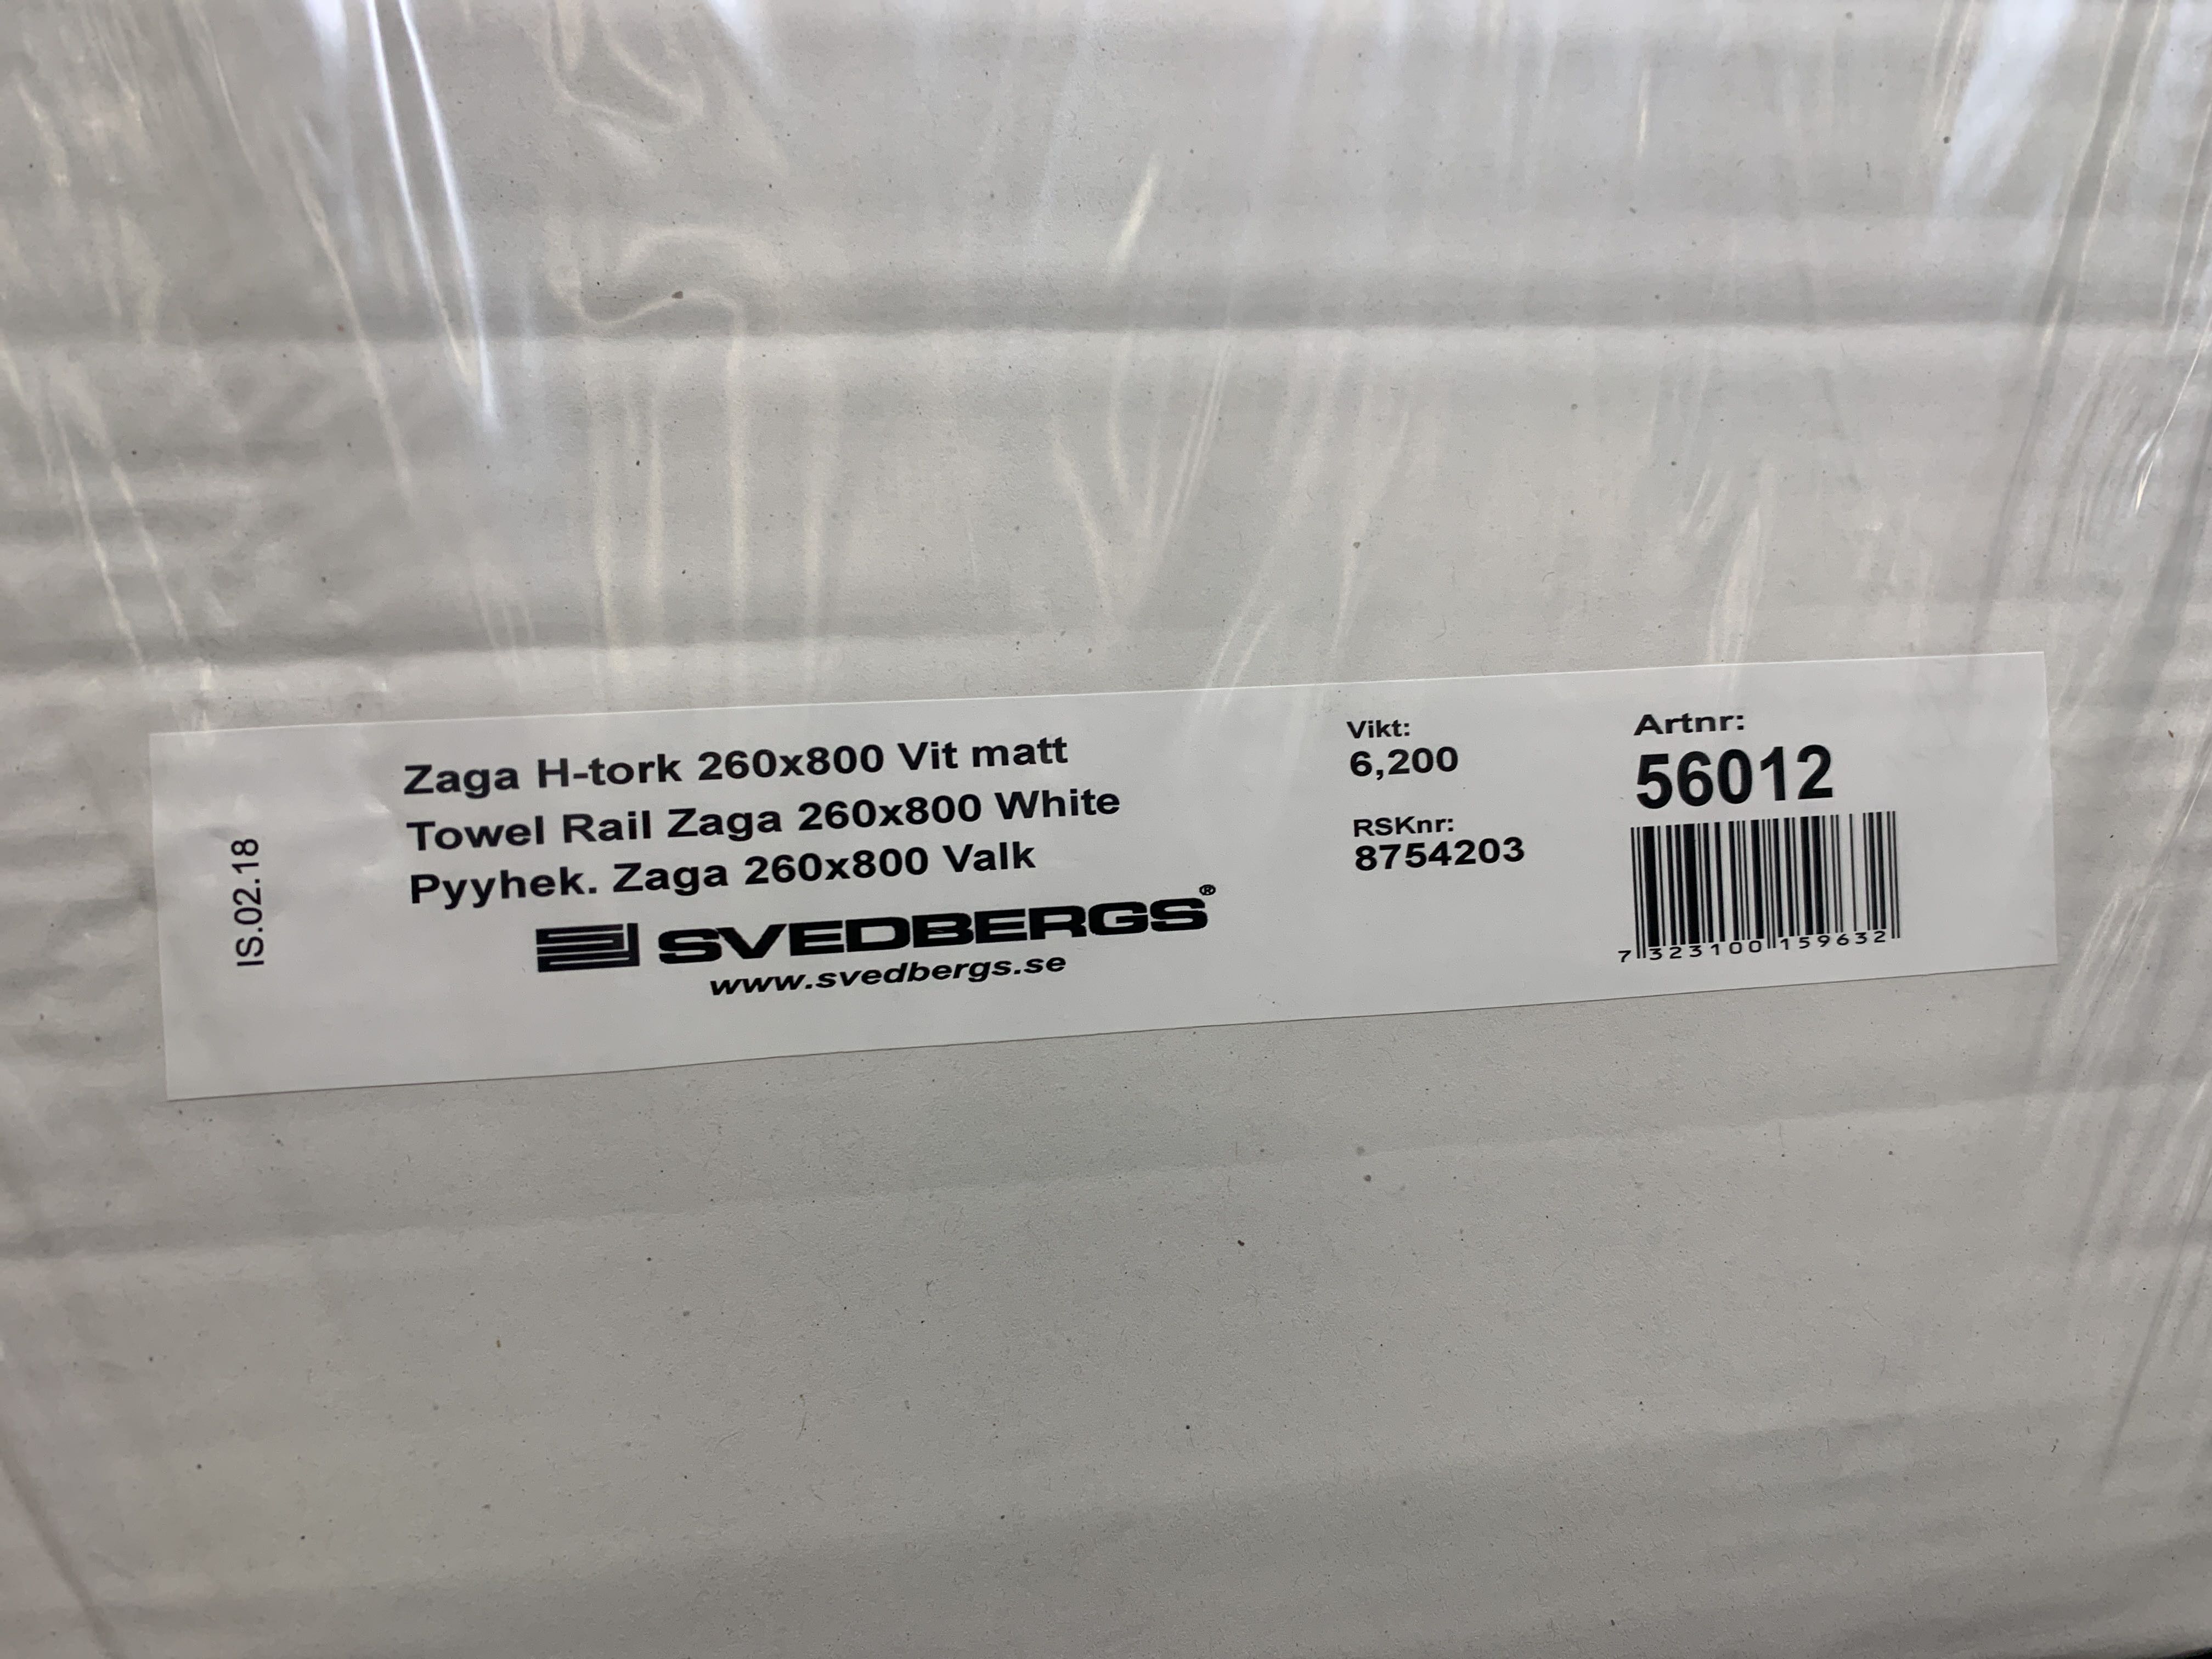 IS.02.18
Zaga H-tork 260x800 Vit matt
Towel Rail Zaga 260x800 White
Pyyhek. Zaga 260x800 Valk
SVEDBERGS®
www.svedbergs.se
Vikt:
6,200
RSKnr:
8754203
Artnr:
56012
7 323100 159632